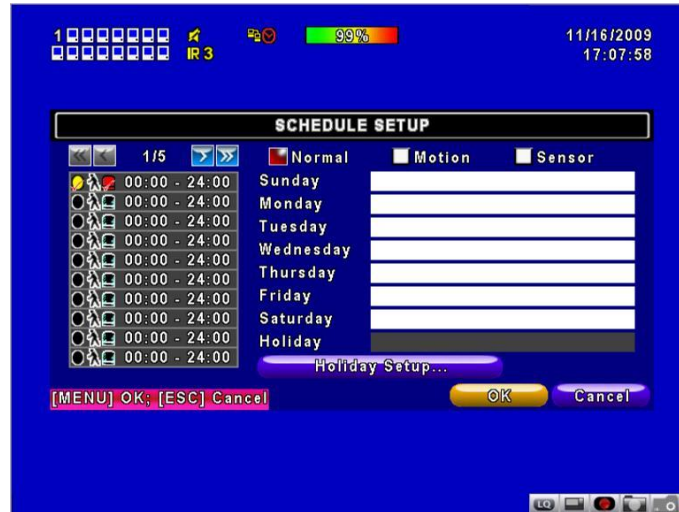 1 99% 11/16/2009
IR 3 17:07:58
SCHEDULE SETUP
1/5 Normal Motion Sensor
00:00 - 24:00 Sunday
00:00 - 24:00 Monday
00:00 - 24:00 Tuesday
00:00 - 24:00 Wednesday
00:00 - 24:00 Thursday
00:00 - 24:00 Friday
00:00 - 24:00 Saturday
00:00 - 24:00 Holiday
00:00 - 24:00
00:00 - 24:00
Holiday Setup...
[MENU] OK; [ESC] Cancel OK Cancel
LQ